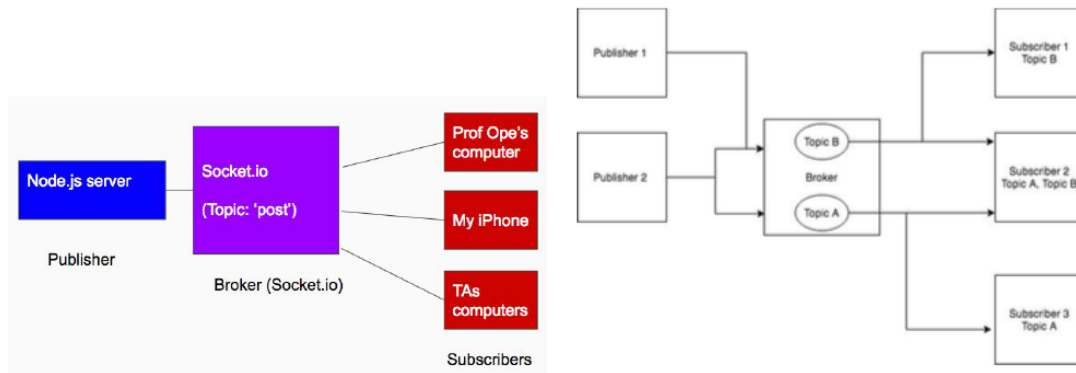 Node.js server
Publisher
Socket.io
(Topic: ‘post’)
Broker (Socket.io)
Prof Ope's
computer
My iPhone
TAs
computers
Subscribers
Publisher 1
Publisher 2
Topic B
Broker
Topic A
Subscriber 1
Topic B
Subscriber 2
Topic A, Topic B
Subscriber 3
Topic A